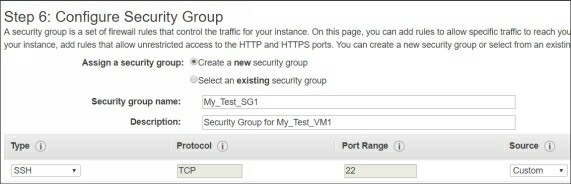 Step 6: Configure Security Group
A security group is a set of firewall rules that control the traffic for your instance. On this page, you can add rules to allow specific traffic to reach you
your instance, add rules that allow unrestricted access to the HTTP and HTTPS ports. You can create a new security group or select from an existin
Assign a security group: Create a new security group
Select an existing security group
Security group name: My_Test_SG1
Description: Security Group for My_Test_VM1
Type i Protocol i Port Range i Source i
SSH TCP 22 Custom